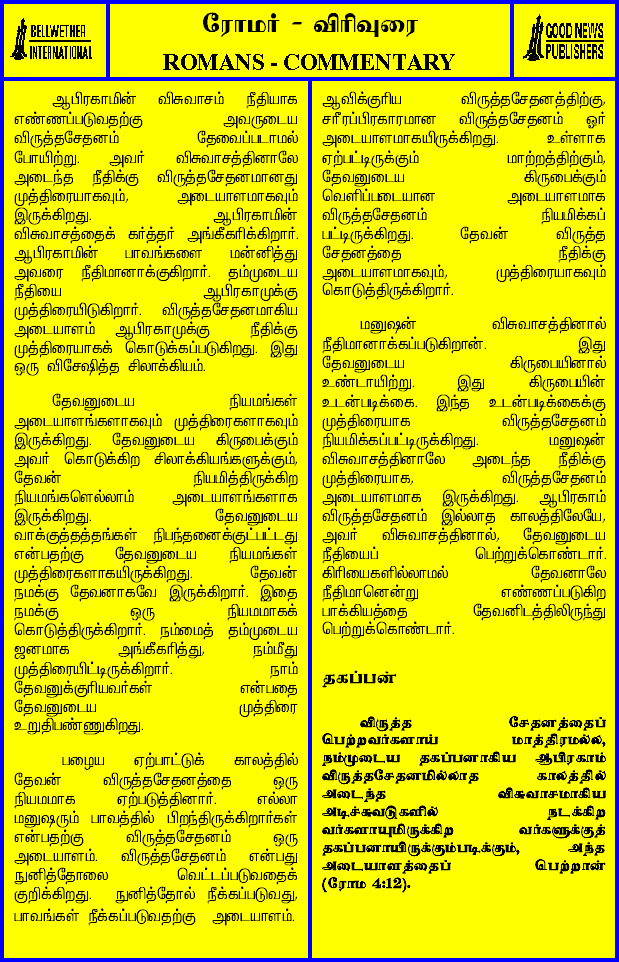 BELLWETHER
INTERNATIONAL
ரோமர் - விரிவுரை
ROMANS - COMMENTARY
GOOD NEWS
PUBLISHERS
ஆபிரகாமின் விசுவாசம் நீதியாக
எண்ணப்படுவதற்கு அவருடைய
விருத்தசேதனம் தேவைப்படாமல்
போயிற்று. அவர் விசுவாசத்தினாலே
அடைந்த நீதிக்கு விருத்தசேதனமானது
முத்திரையாகவும், அடையாளமாகவும்
இருக்கிறது. ஆபிரகாமின்
விசுவாசத்தைக் கர்த்தர் அங்கீகரிக்கிறார்.
ஆபிரகாமின் பாவங்களை மன்னித்து
அவரை நீதிமானாக்குகிறார். தம்முடைய
நீதியை ஆபிரகாமுக்கு
முத்திரையிடுகிறார். விருத்தசேதனமாகிய
அடையாளம் ஆபிரகாமுக்கு நீதிக்கு
முத்திரையாகக் கொடுக்கப்படுகிறது. இது
ஒரு விசேஷித்த சிலாக்கியம்.
தேவனுடைய நியமங்கள்
அடையாளங்களாகவும் முத்திரைகளாகவும்
இருக்கிறது. தேவனுடைய கிருபைக்கும்
அவர் கொடுக்கிற சிலாக்கியங்களுக்கும்,
தேவன் நியமித்திருக்கிற
நியமங்களெல்லாம் அடையாளங்களாக
இருக்கிறது. தேவனுடைய
வாக்குத்தத்தங்கள் நிபந்தனைக்குட்பட்டது
என்பதற்கு தேவனுடைய நியமங்கள்
முத்திரைகளாகயிருக்கிறது. தேவன்
நமக்கு தேவனாகவே இருக்கிறார். இதை
நமக்கு ஒரு நியமமாகக்
கொடுத்திருக்கிறார். நம்மைத் தம்முடைய
ஜனமாக அங்கீகரித்து, நம்மீது
முத்திரையிட்டிருக்கிறார். நாம்
தேவனுக்குரியவர்கள் என்பதை
தேவனுடைய முத்திரை
உறுதிபண்ணுகிறது.
பழைய ஏற்பாட்டுக் காலத்தில்
தேவன் விருத்தசேதனத்தை ஒரு
நியமமாக ஏற்படுத்தினார். எல்லா
மனுஷரும் பாவத்தில் பிறந்திருக்கிறார்கள்
என்பதற்கு விருத்தசேதனம் ஒரு
அடையாளம். விருத்தசேதனம் என்பது
நுனித்தோலை வெட்டப்படுவதைக்
குறிக்கிறது. நுனித்தோல் நீக்கப்படுவது,
பாவங்கள் நீக்கப்படுவதற்கு அடையாளம்.
ஆவிக்குரிய விருத்தசேதனத்திற்கு,
சரீரப்பிரகாரமான விருத்தசேதனம் ஓர்
அடையாளமாகயிருக்கிறது. உள்ளாக
ஏற்பட்டிருக்கும் மாற்றத்திற்கும்,
தேவனுடைய கிருபைக்கும்
வெளிப்படையான அடையாளமாக
விருத்தசேதனம் நியமிக்கப்
பட்டிருக்கிறது. தேவன் விருத்த
சேதனத்தை நீதிக்கு
அடையாளமாகவும், முத்திரையாகவும்
கொடுத்திருக்கிறார்.
மனுஷன் விசுவாசத்தினால்
நீதிமானாக்கப்படுகிறான். இது
தேவனுடைய கிருபையினால்
உண்டாயிற்று. இது கிருபையின்
உடன்படிக்கை. இந்த உடன்படிக்கைக்கு
முத்திரையாக விருத்தசேதனம்
நியமிக்கப்பட்டிருக்கிறது. மனுஷன்
விசுவாசத்தினாலே அடைந்த நீதிக்கு
முத்திரையாக, விருத்தசேதனம்
அடையாளமாக இருக்கிறது. ஆபிரகாம்
விருத்தசேதனம் இல்லாத காலத்திலேயே,
அவர் விசுவாசத்தினால், தேவனுடைய
நீதியைப் பெற்றுக்கொண்டார்.
கிரியைகளில்லாமல் தேவனாலே
நீதிமானென்று எண்ணப்படுகிற
பாக்கியத்தை தேவனிடத்திலிருந்து
பெற்றுக்கொண்டார்.
தகப்பன்
விருத்த சேதனத்தைப்
பெற்றவர்களாய் மாத்திரமல்ல,
நம்முடைய தகப்பனாகிய ஆபிரகாம்
விருத்தசேதனமில்லாத காலத்தில்
அடைந்த விசுவாசமாகிய
அடிச்சுவடுகளில் நடக்கிற
வர்களாயுமிருக்கிற வர்களுக்குத்
தகப்பனாயிருக்கும்படிக்கும், அந்த
அடையாளத்தைப் பெற்றான்
(ரோம 4:12).